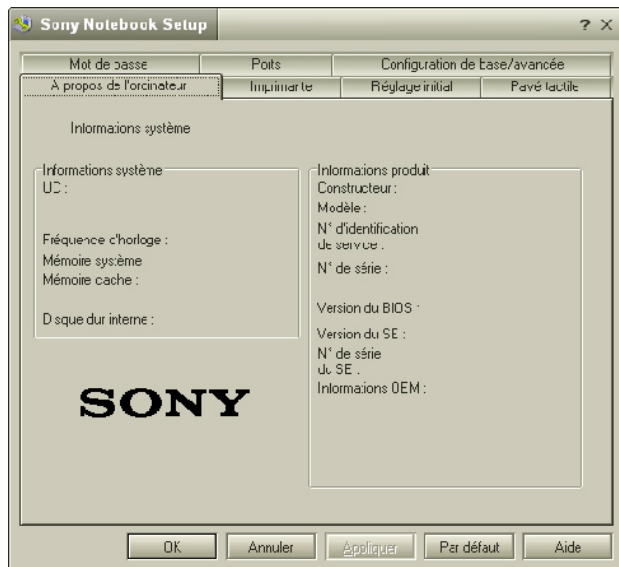 Sony Notebook Setup
Mot de passe
Ports
Configuration de base/avancée
A propos de l'ordinateur
Imprimante
Réglage initial
Pavé tactile
Informations système
Informations système
UC :
Fréquence d'horloge :
Mémoire système
Mémoire cache :
Disque dur interne :
Informations produit
Constructeur :
Modèle :
N° d'identification
de service :
N° de série :
Version du BIOS :
Version du SE :
N° de série
du SE :
Informations OEM :
SONY
OK
Annuler
Appliquer
Par défaut
Aide